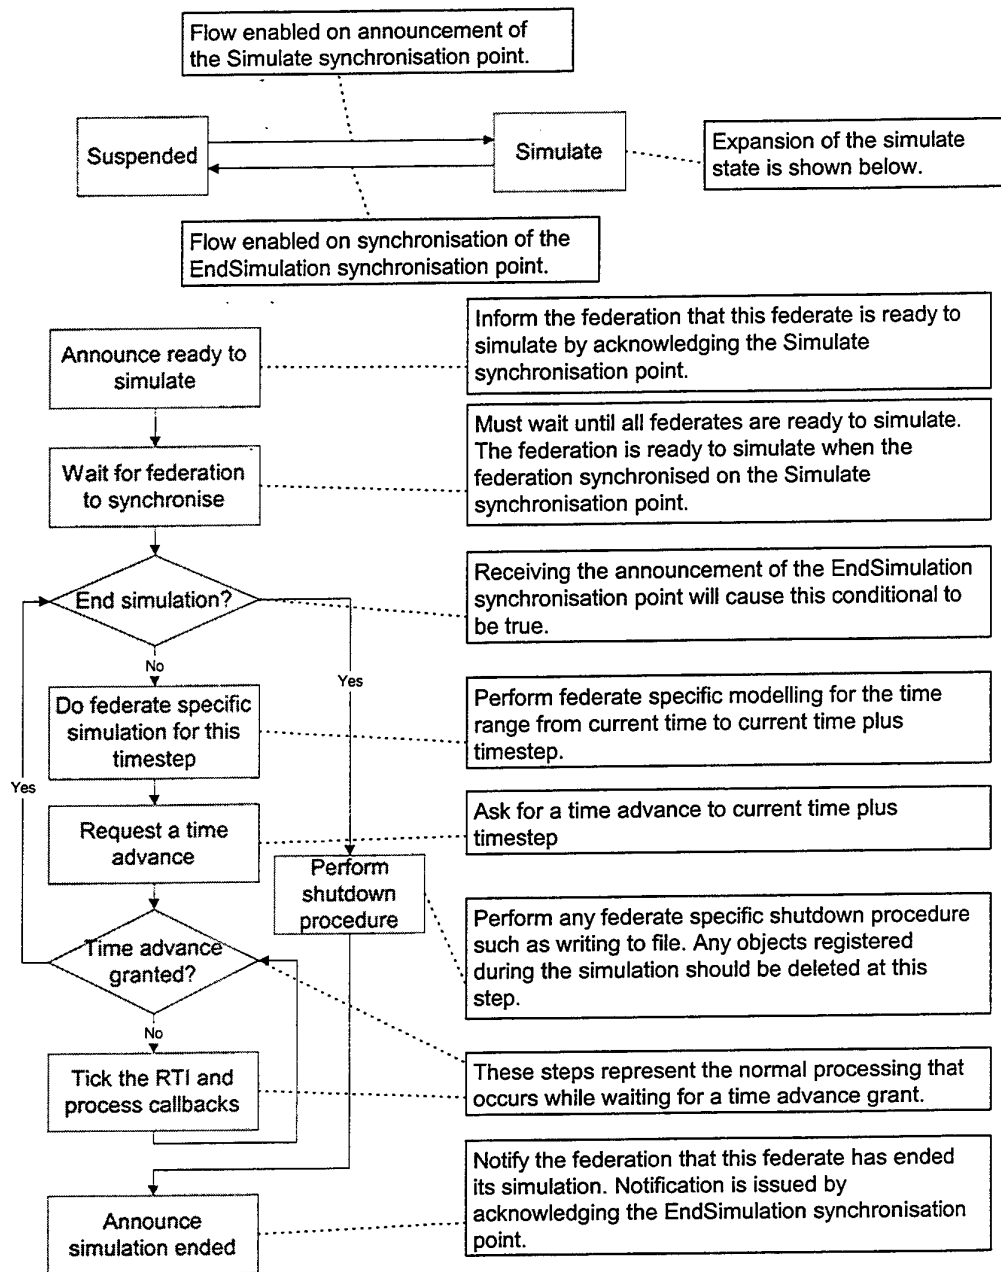 Flow enabled on announcement of
the Simulate synchronisation point.
Suspended
Simulate
Expansion of the simulate
state is shown below.
Flow enabled on synchronisation of the
EndSimulation synchronisation point.
Announce ready to
simulate
Inform the federation that this federate is ready to
simulate by acknowledging the Simulate
synchronisation point.
Wait for federation
to synchronise
Must wait until all federates are ready to simulate.
The federation is ready to simulate when the
federation synchronised on the Simulate
synchronisation point.
End simulation?
Receiving the announcement of the EndSimulation
synchronisation point will cause this conditional to
be true.
No
Yes
Do federate specific
simulation for this
timestep
Perform federate specific modelling for the time
range from current time to current time plus
timestep.
Yes
Request a time
advance
Ask for a time advance to current time plus
timestep
Perform
shutdown
procedure
Perform any federate specific shutdown procedure
such as writing to file. Any objects registered
during the simulation should be deleted at this
step.
Time advance
granted?
No
Tick the RTI and
process callbacks
These steps represent the normal processing that
occurs while waiting for a time advance grant.
Announce
simulation ended
Notify the federation that this federate has ended
its simulation. Notification is issued by
acknowledging the EndSimulation synchronisation
point.